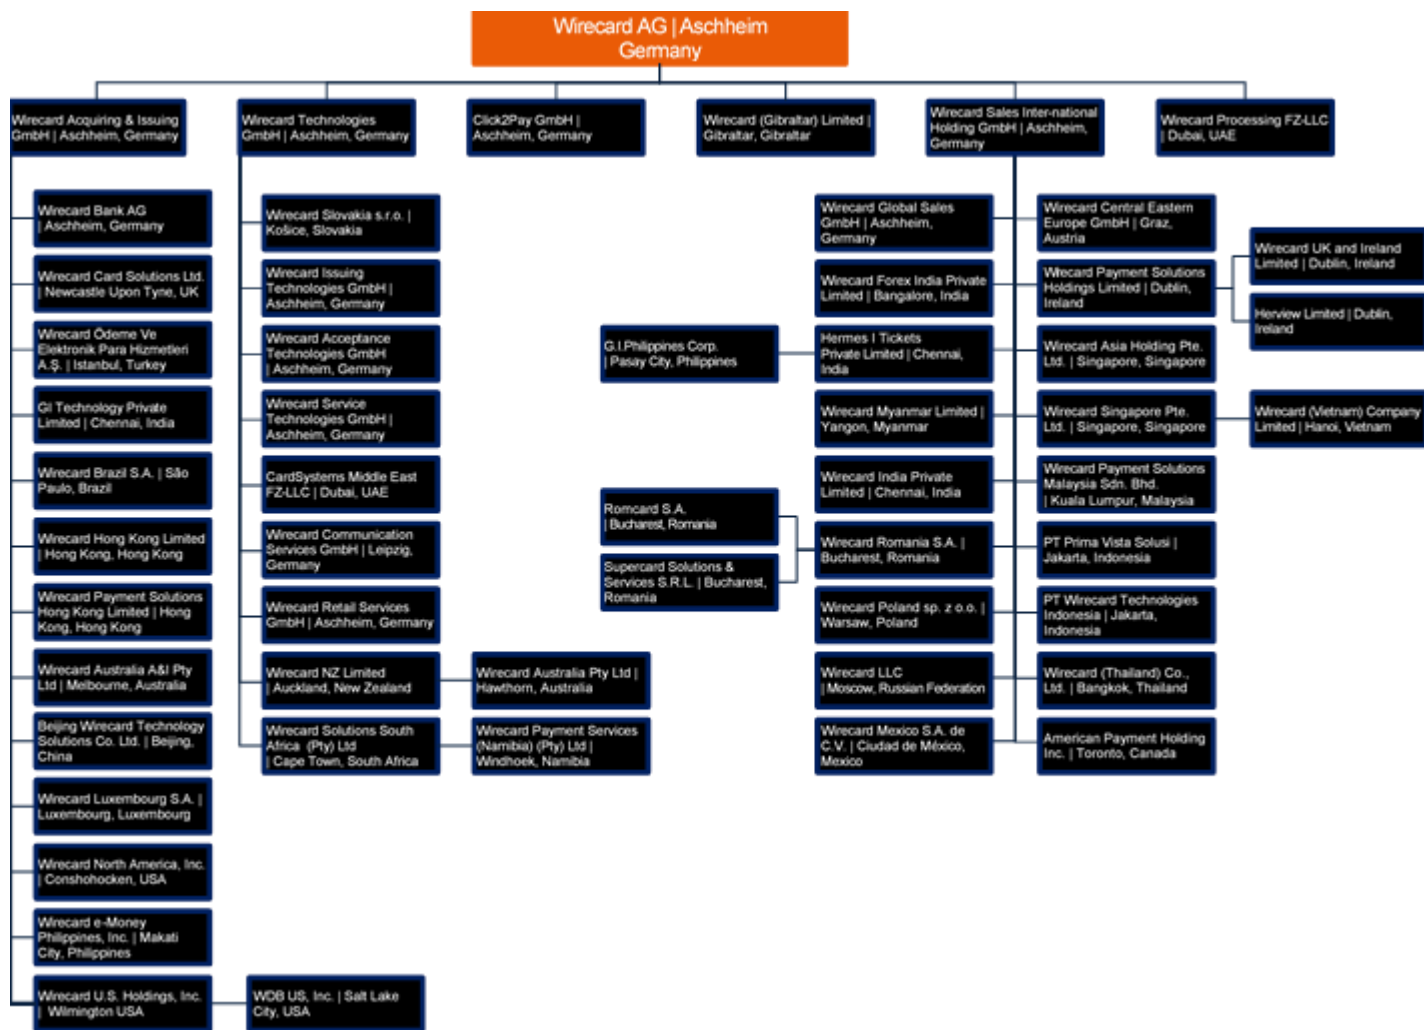 Wirecard AG | Aschheim
Germany
Wirecard Acquiring & Issuing
GmbH | Aschheim, Germany
Wirecard Technologies
GmbH | Aschheim, Germany
Click2Pay GmbH |
Aschheim, Germany
Wirecard (Gibraltar) Limited |
Gibraltar, Gibraltar
Wirecard Sales Inter-national
Holding GmbH | Aschheim,
Germany
Wirecard Processing FZ-LLC
| Dubai, UAE
Wirecard Bank AG
| Aschheim, Germany
Wirecard Card Solutions Ltd.
| Newcastle Upon Tyne, UK
Wirecard Ödeme Ve
Elektronik Para Hizmetleri
A.Ş. | Istanbul, Turkey
GI Technology Private
Limited | Chennai, India
Wirecard Brazil S.A. | São
Paulo, Brazil
Wirecard Hong Kong Limited
| Hong Kong, Hong Kong
Wirecard Payment Solutions
Hong Kong Limited | Hong
Kong, Hong Kong
Wirecard Australia A&I Pty
Ltd | Melbourne, Australia
Beijing Wirecard Technology
Solutions Co. Ltd. | Beijing,
China
Wirecard Luxembourg S.A. |
Luxembourg, Luxembourg
Wirecard North America, Inc.
| Conshohocken, USA
Wirecard e-Money
Philippines, Inc. | Makati
City, Philippines
Wirecard U.S. Holdings, Inc.
| Wilmington USA
WDB US, Inc. | Salt Lake
City, USA
Wirecard Slovakia s.r.o. |
Košice, Slovakia
Wirecard Issuing
Technologies GmbH |
Aschheim, Germany
Wirecard Acceptance
Technologies GmbH
| Aschheim, Germany
Wirecard Service
Technologies GmbH |
Aschheim, Germany
CardSystems Middle East
FZ-LLC | Dubai, UAE
Wirecard Communication
Services GmbH | Leipzig,
Germany
Wirecard Retail Services
GmbH | Aschheim, Germany
Wirecard NZ Limited
| Auckland, New Zealand
Wirecard Australia Pty Ltd |
Hawthorn, Australia
Wirecard Solutions South
Africa (Pty) Ltd
| Cape Town, South Africa
Wirecard Payment Services
(Namibia) (Pty) Ltd |
Windhoek, Namibia
Wirecard Global Sales
GmbH | Aschheim,
Germany
Wirecard Forex India Private
Limited | Bangalore, India
G.I.Philippines Corp.
| Pasay City, Philippines
Hermes I Tickets
Private Limited | Chennai,
India
Wirecard Myanmar Limited |
Yangon, Myanmar
Wirecard India Private
Limited | Chennai, India
Romcard S.A.
| Bucharest, Romania
Supercard Solutions &
Services S.R.L. | Bucharest,
Romania
Wirecard Romania S.A. |
Bucharest, Romania
Wirecard Poland sp. z o.o. |
Warsaw, Poland
Wirecard LLC
| Moscow, Russian Federation
Wirecard Mexico S.A. de
C.V. | Ciudad de México,
Mexico
Wirecard Central Eastern
Europe GmbH | Graz,
Austria
Wirecard Payment Solutions
Holdings Limited | Dublin,
Ireland
Wirecard UK and Ireland
Limited | Dublin, Ireland
Herview Limited | Dublin,
Ireland
Wirecard Asia Holding Pte.
Ltd. | Singapore, Singapore
Wirecard Singapore Pte.
Ltd. | Singapore, Singapore
Wirecard (Vietnam) Company
Limited | Hanoi, Vietnam
Wirecard Payment Solutions
Malaysia Sdn. Bhd.
| Kuala Lumpur, Malaysia
PT Prima Vista Solusi |
Jakarta, Indonesia
PT Wirecard Technologies
Indonesia | Jakarta,
Indonesia
Wirecard (Thailand) Co.,
Ltd. | Bangkok, Thailand
American Payment Holding
Inc. | Toronto, Canada